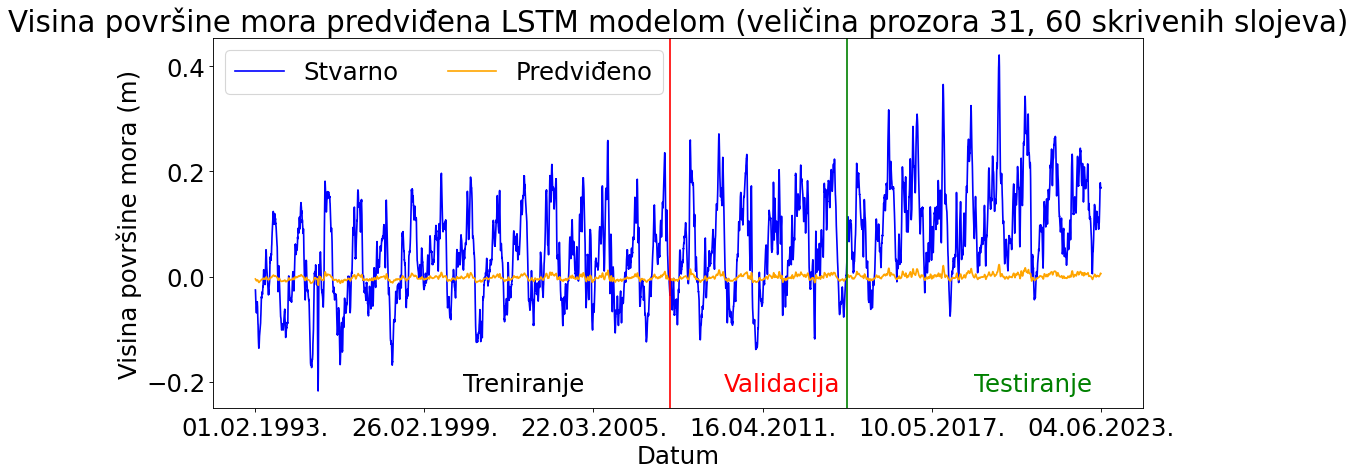 Visina površine mora predviđena LSTM modelom (veličina prozora 31, 60 skrivenih slojeva)
Stvarno
Predviđeno
Visina površine mora (m)
0.4
0.2
0.0
−0.2
Treniranje
Validacija
Testiranje
01.02.1993.
26.02.1999.
22.03.2005.
16.04.2011.
10.05.2017.
04.06.2023.
Datum